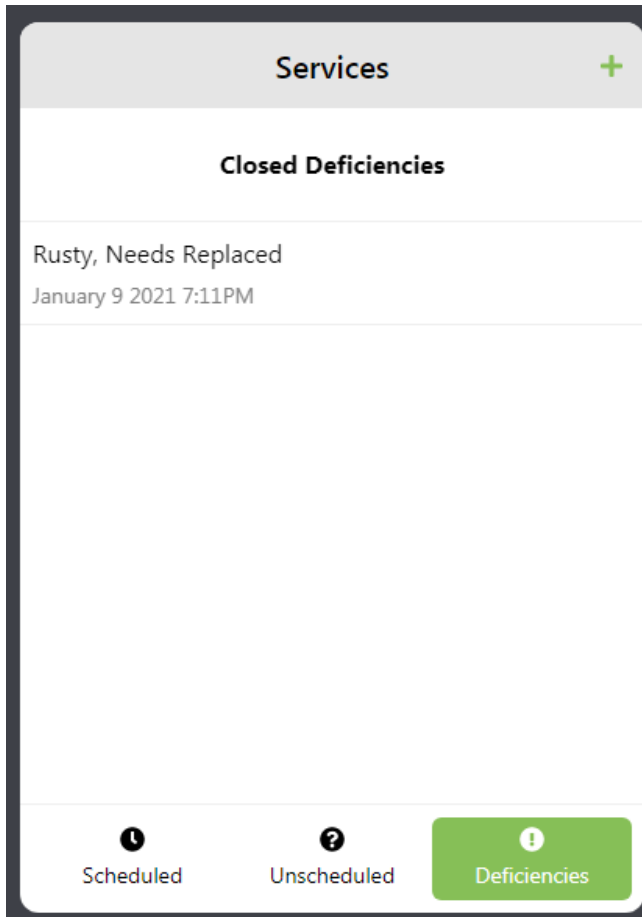 Services
Closed Deficiencies
Rusty, Needs Replaced
January 9 2021 7:11PM
Scheduled
Unscheduled
Deficiencies